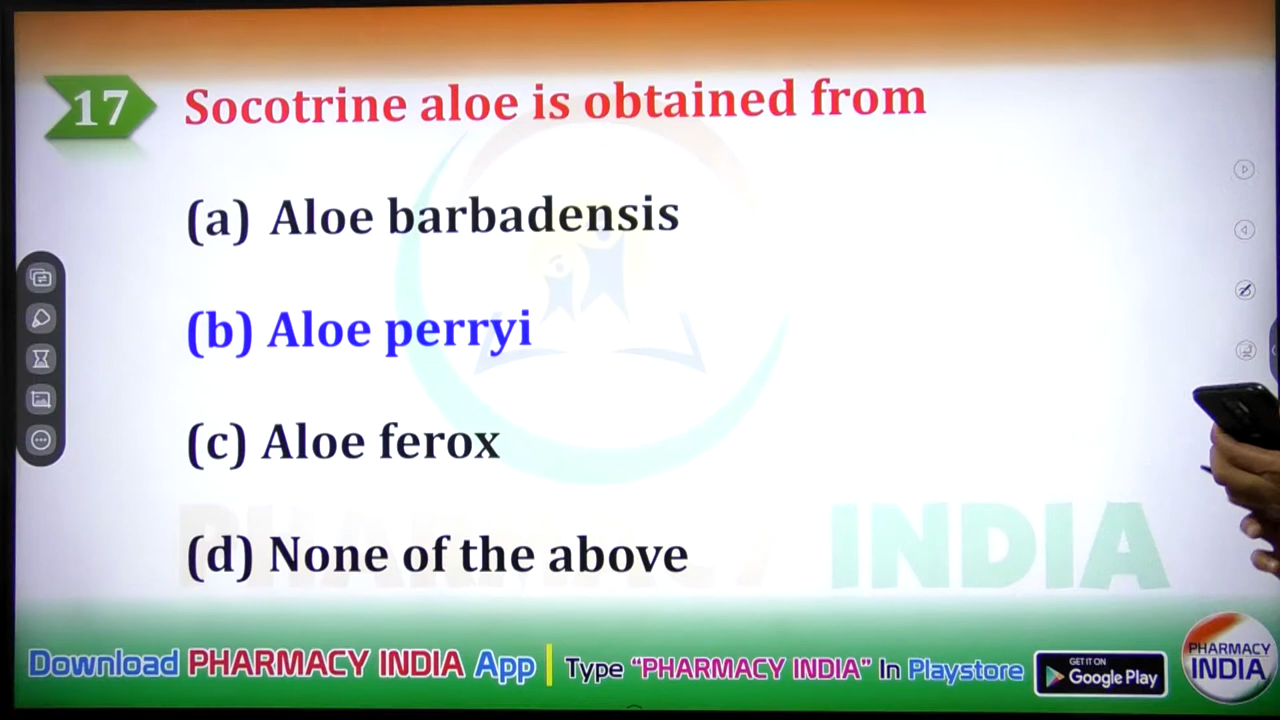 17 Socotrine aloe is obtained from
(a) Aloe barbadensis
(b) Aloe perryi
(c) Aloe ferox
(d) None of the above
PHARMACY INDIA
Download PHARMACY INDIA App | Type “PHARMACY INDIA” In Playstore
GET IT ON
Google Play
PHARMACY
INDIA